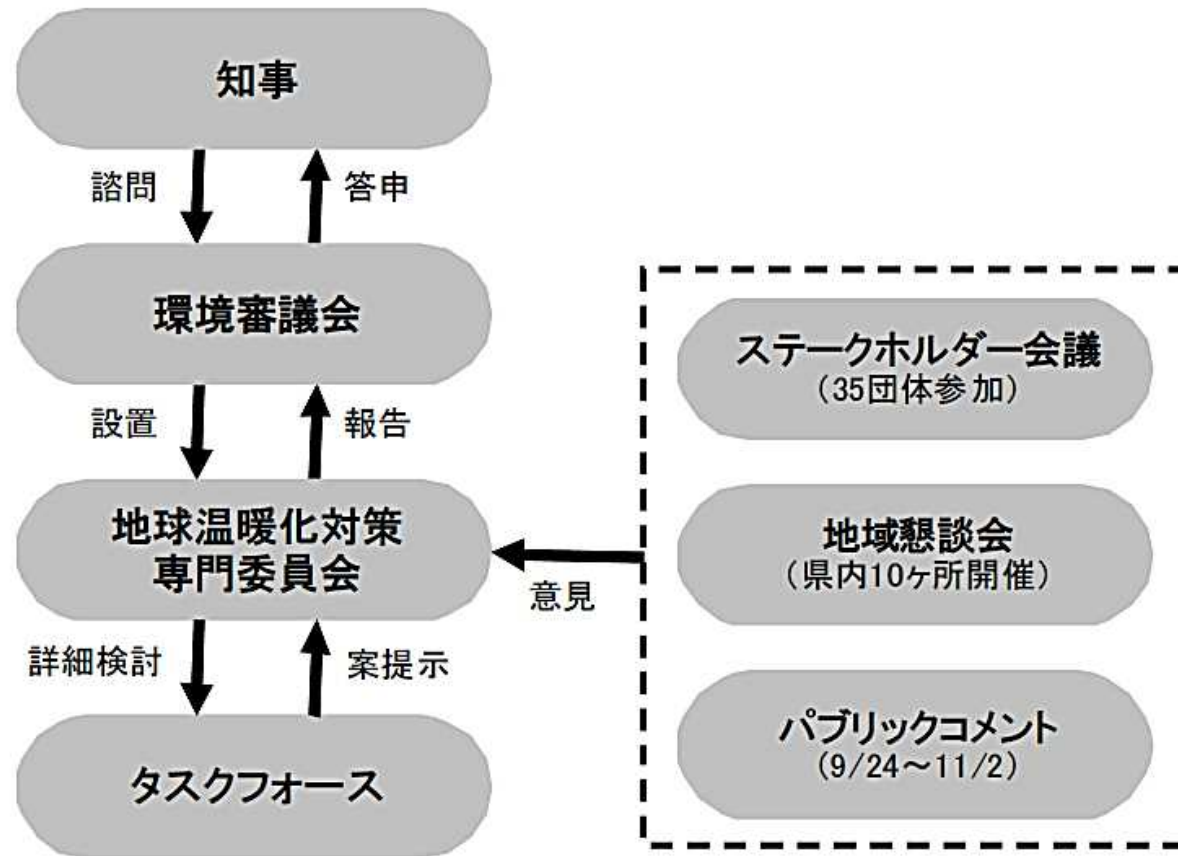 知事
諮問
答申
環境審議会
設置
報告
地球温暖化対策
専門委員会
詳細検討
案提示
タスクフォース
意見
ステークホルダー会議
（35団体参加）
地域懇談会
（県内10ヶ所開催）
パブリックコメント
（9/24～11/2）